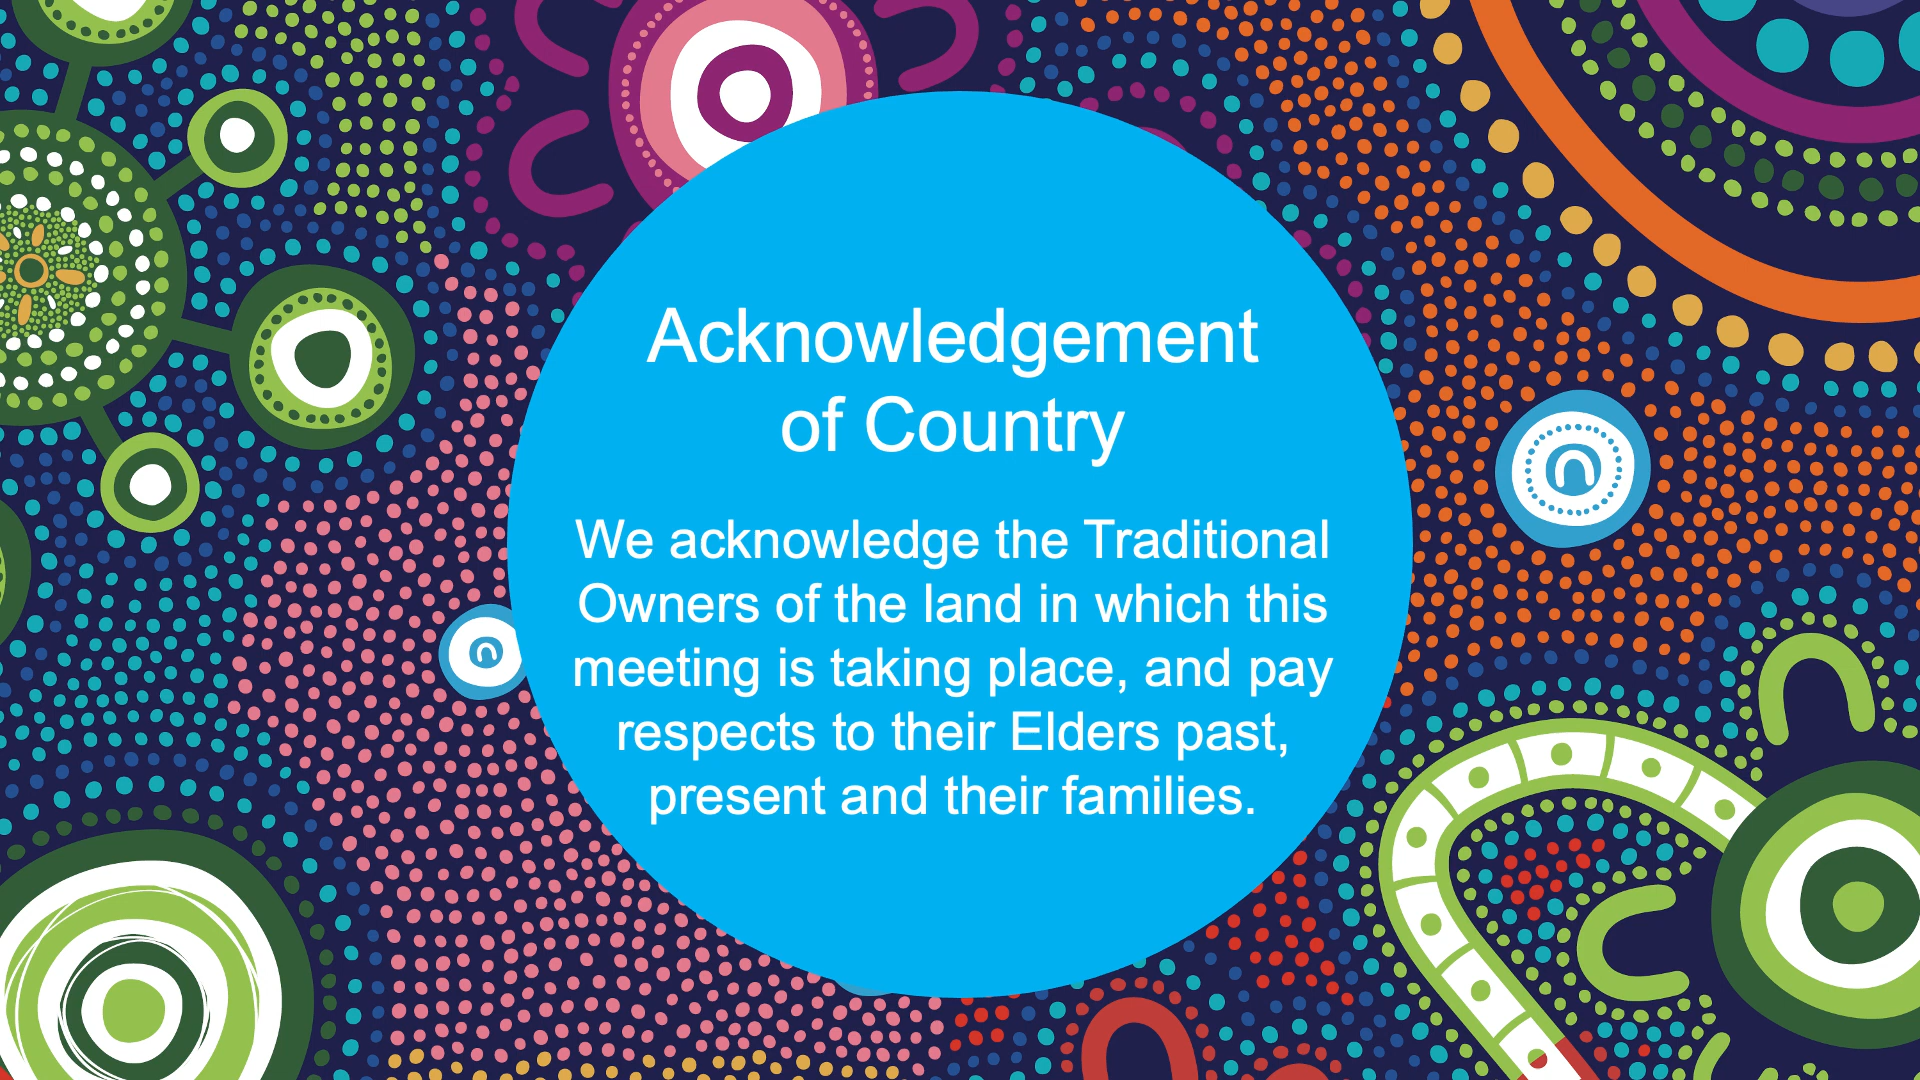 Acknowledgement
of Country
We acknowledge the Traditional
Owners of the land in which this
meeting is taking place, and pay
respects to their Elders past,
present and their families.